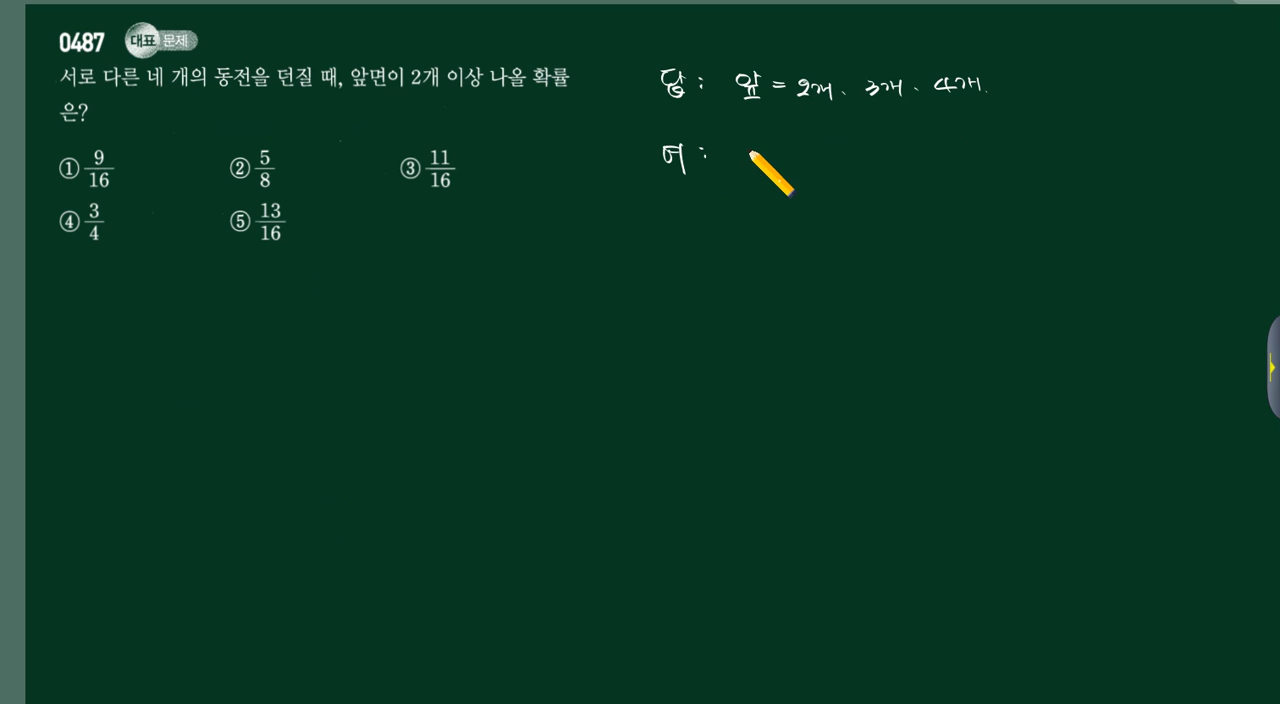 0487 대표 문제
서로 다른 네 개의 동전을 던질 때, 앞면이 2개 이상 나올 확률
은?
① 9/16 ② 5/8 ③ 11/16
④ 3/4 ⑤ 13/16
답 : 앞 = 2개、3개、4개.
여 :